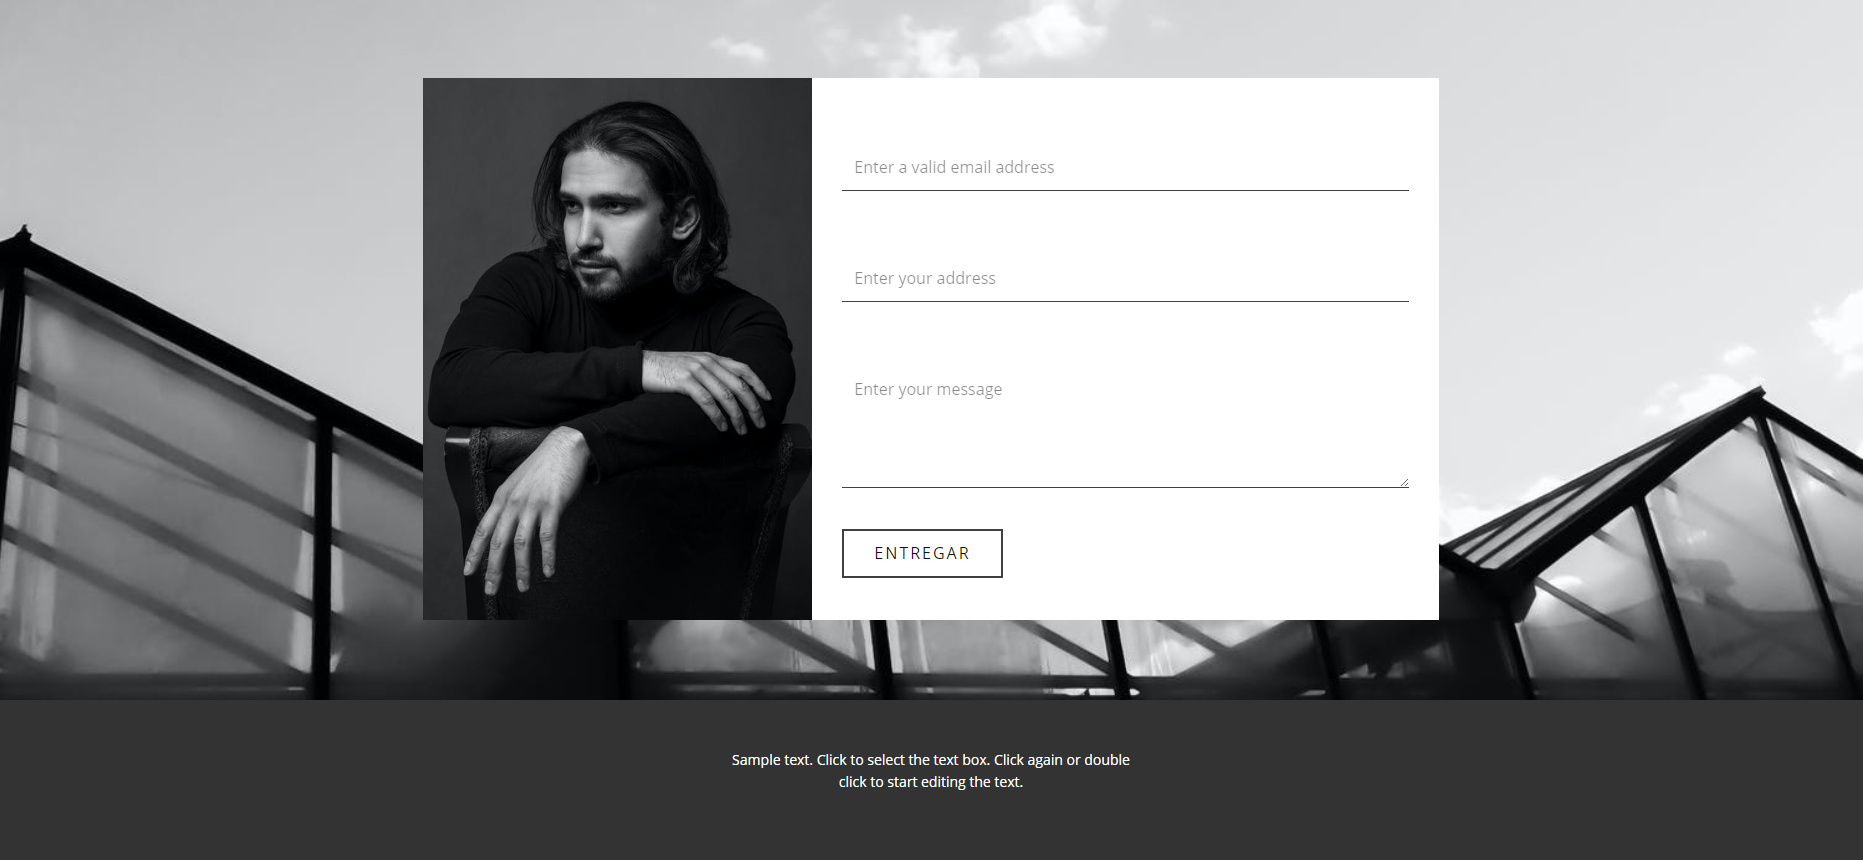 Enter a valid email address
Enter your address
Enter your message
ENTREGAR
Sample text. Click to select the text box. Click again or double
click to start editing the text.